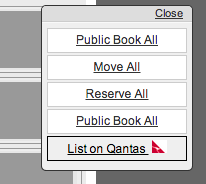 Close
Public Book All
Move All
Reserve All
Public Book All
List on Qantas